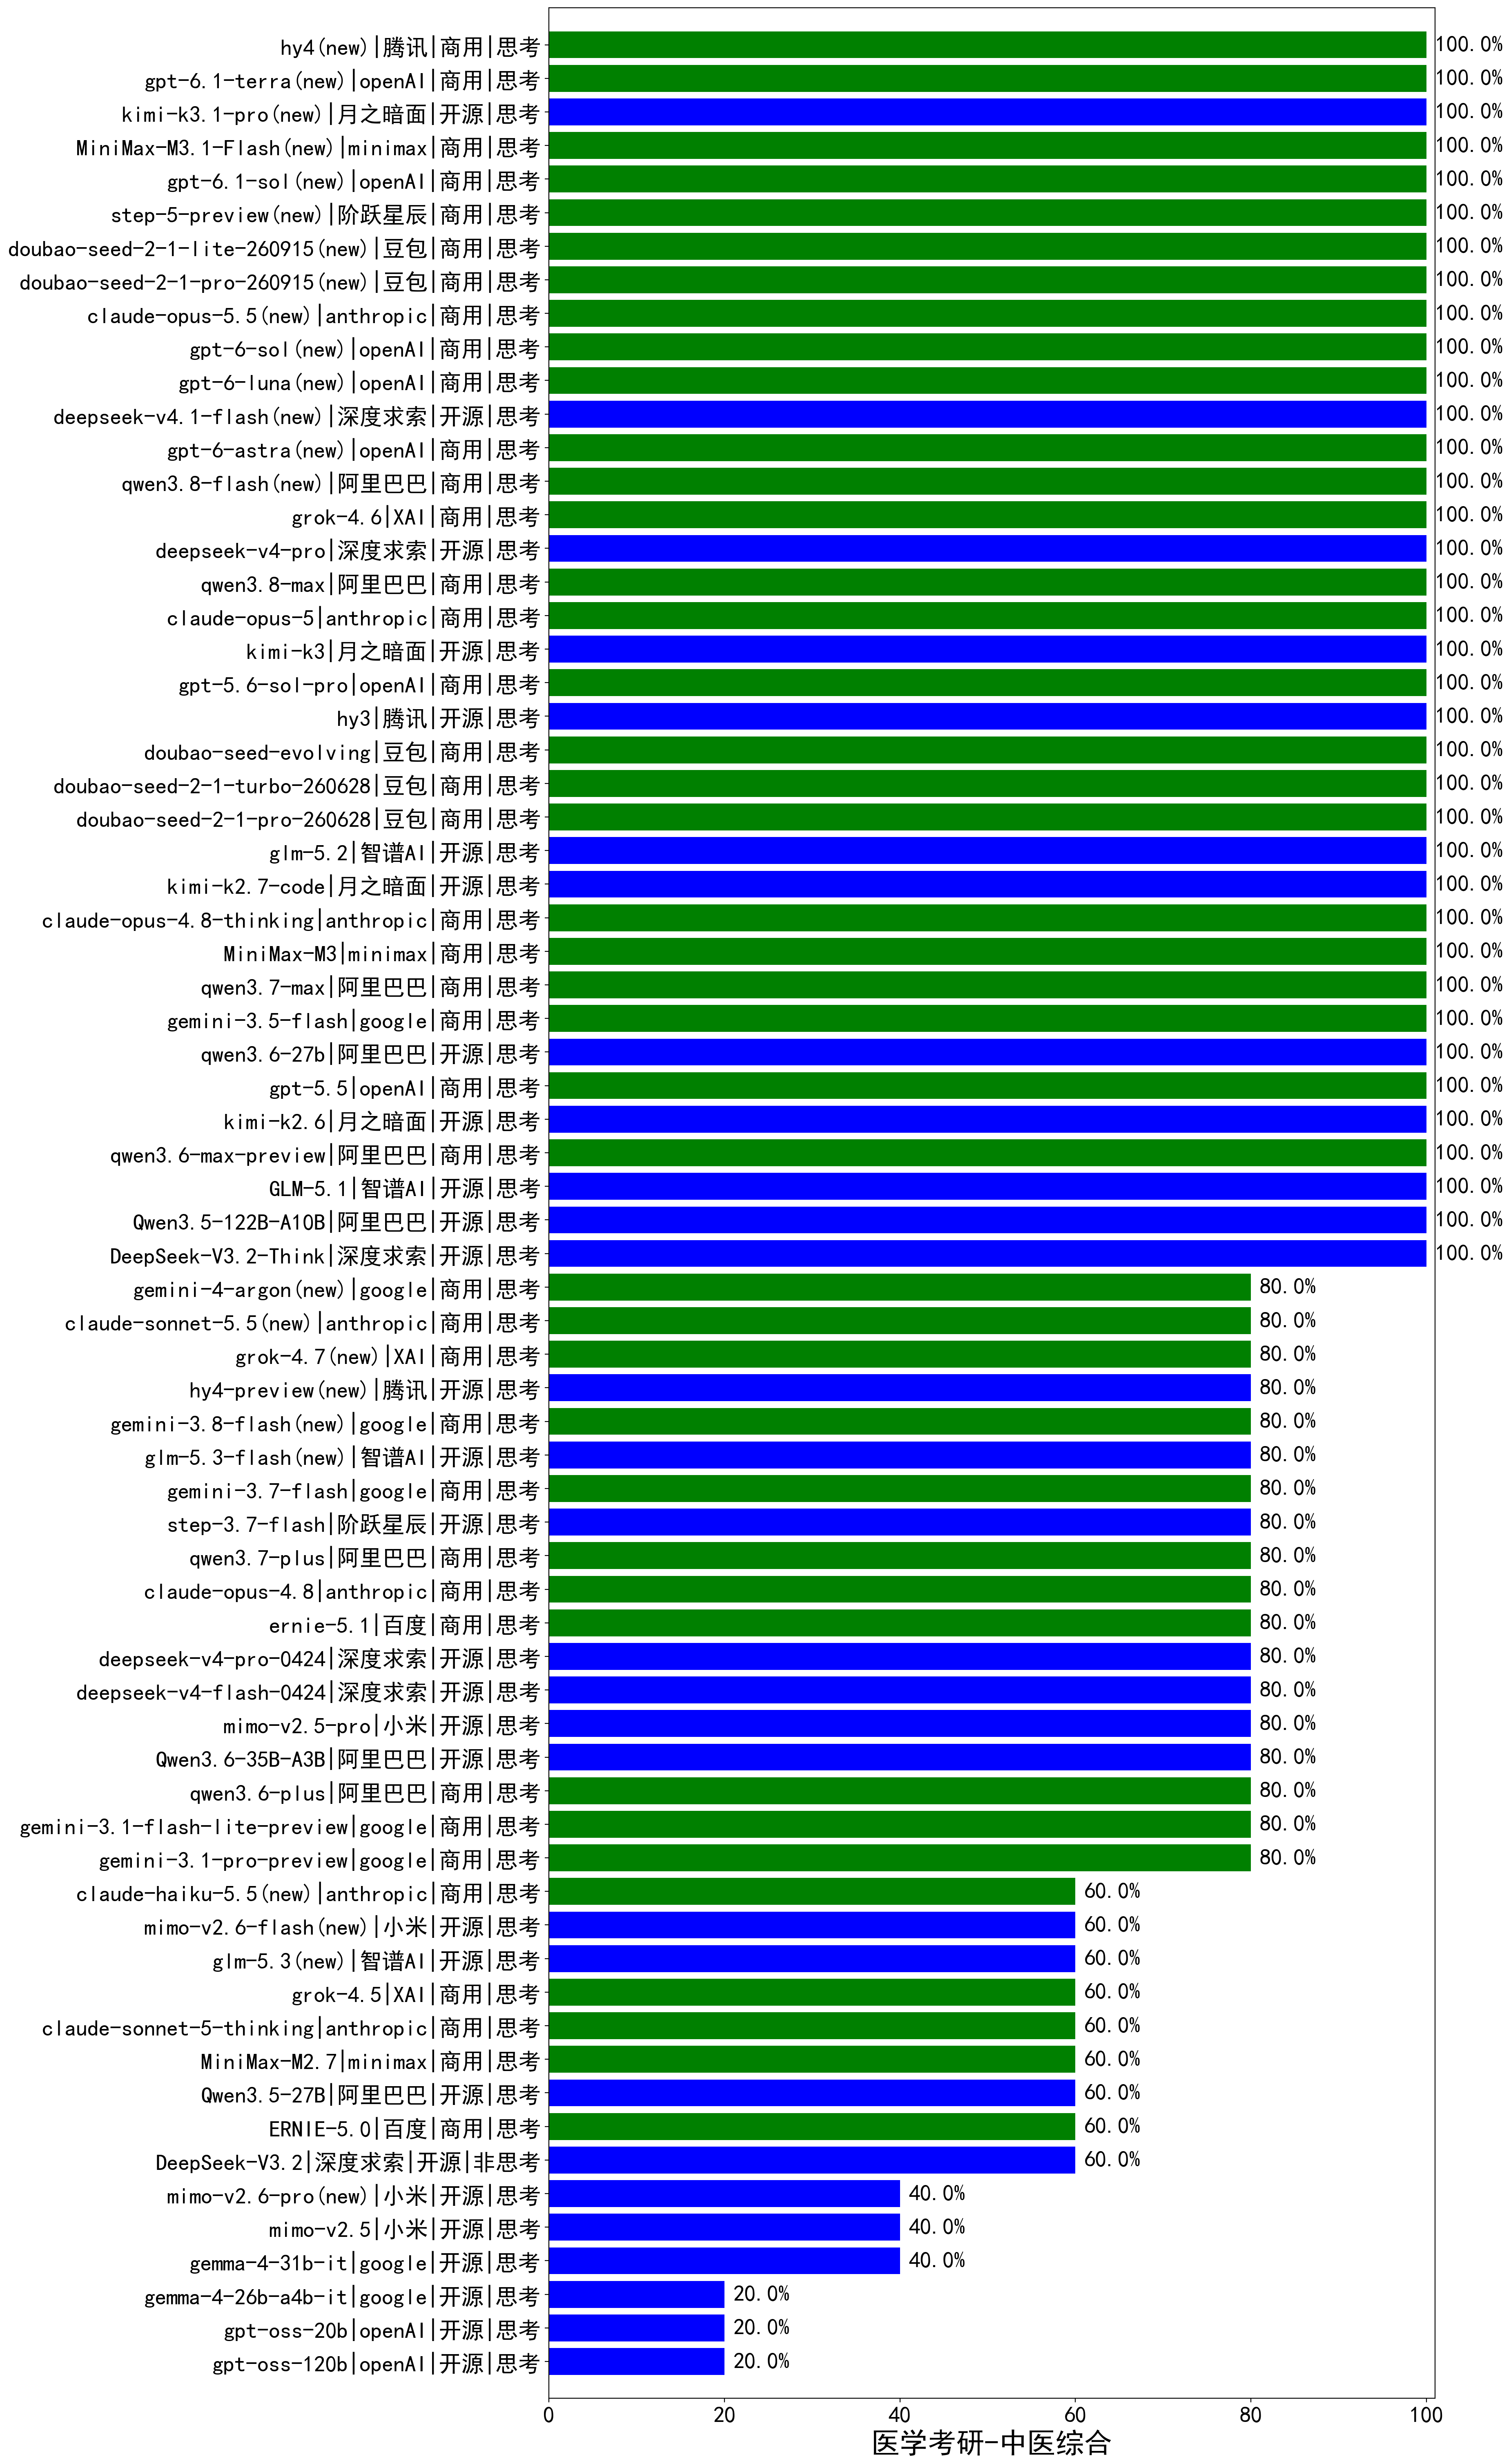 hy4(new)|腾讯|商用|思考 100.0%
gpt-6.1-terra(new)|openAI|商用|思考 100.0%
kimi-k3.1-pro(new)|月之暗面|开源|思考 100.0%
MiniMax-M3.1-Flash(new)|minimax|商用|思考 100.0%
gpt-6.1-sol(new)|openAI|商用|思考 100.0%
step-5-preview(new)|阶跃星辰|商用|思考 100.0%
doubao-seed-2-1-lite-260915(new)|豆包|商用|思考 100.0%
doubao-seed-2-1-pro-260915(new)|豆包|商用|思考 100.0%
claude-opus-5.5(new)|anthropic|商用|思考 100.0%
gpt-6-sol(new)|openAI|商用|思考 100.0%
gpt-6-luna(new)|openAI|商用|思考 100.0%
deepseek-v4.1-flash(new)|深度求索|开源|思考 100.0%
gpt-6-astra(new)|openAI|商用|思考 100.0%
qwen3.8-flash(new)|阿里巴巴|商用|思考 100.0%
grok-4.6|XAI|商用|思考 100.0%
deepseek-v4-pro|深度求索|开源|思考 100.0%
qwen3.8-max|阿里巴巴|商用|思考 100.0%
claude-opus-5|anthropic|商用|思考 100.0%
kimi-k3|月之暗面|开源|思考 100.0%
gpt-5.6-sol-pro|openAI|商用|思考 100.0%
hy3|腾讯|开源|思考 100.0%
doubao-seed-evolving|豆包|商用|思考 100.0%
doubao-seed-2-1-turbo-260628|豆包|商用|思考 100.0%
doubao-seed-2-1-pro-260628|豆包|商用|思考 100.0%
glm-5.2|智谱AI|开源|思考 100.0%
kimi-k2.7-code|月之暗面|开源|思考 100.0%
claude-opus-4.8-thinking|anthropic|商用|思考 100.0%
MiniMax-M3|minimax|商用|思考 100.0%
qwen3.7-max|阿里巴巴|商用|思考 100.0%
gemini-3.5-flash|google|商用|思考 100.0%
qwen3.6-27b|阿里巴巴|开源|思考 100.0%
gpt-5.5|openAI|商用|思考 100.0%
kimi-k2.6|月之暗面|开源|思考 100.0%
qwen3.6-max-preview|阿里巴巴|商用|思考 100.0%
GLM-5.1|智谱AI|开源|思考 100.0%
Qwen3.5-122B-A10B|阿里巴巴|开源|思考 100.0%
DeepSeek-V3.2-Think|深度求索|开源|思考 100.0%
gemini-4-argon(new)|google|商用|思考 80.0%
claude-sonnet-5.5(new)|anthropic|商用|思考 80.0%
grok-4.7(new)|XAI|商用|思考 80.0%
hy4-preview(new)|腾讯|开源|思考 80.0%
gemini-3.8-flash(new)|google|商用|思考 80.0%
glm-5.3-flash(new)|智谱AI|开源|思考 80.0%
gemini-3.7-flash|google|商用|思考 80.0%
step-3.7-flash|阶跃星辰|开源|思考 80.0%
qwen3.7-plus|阿里巴巴|商用|思考 80.0%
claude-opus-4.8|anthropic|商用|思考 80.0%
ernie-5.1|百度|商用|思考 80.0%
deepseek-v4-pro-0424|深度求索|开源|思考 80.0%
deepseek-v4-flash-0424|深度求索|开源|思考 80.0%
mimo-v2.5-pro|小米|开源|思考 80.0%
Qwen3.6-35B-A3B|阿里巴巴|开源|思考 80.0%
qwen3.6-plus|阿里巴巴|商用|思考 80.0%
gemini-3.1-flash-lite-preview|google|商用|思考 80.0%
gemini-3.1-pro-preview|google|商用|思考 80.0%
claude-haiku-5.5(new)|anthropic|商用|思考 60.0%
mimo-v2.6-flash(new)|小米|开源|思考 60.0%
glm-5.3(new)|智谱AI|开源|思考 60.0%
grok-4.5|XAI|商用|思考 60.0%
claude-sonnet-5-thinking|anthropic|商用|思考 60.0%
MiniMax-M2.7|minimax|商用|思考 60.0%
Qwen3.5-27B|阿里巴巴|开源|思考 60.0%
ERNIE-5.0|百度|商用|思考 60.0%
DeepSeek-V3.2|深度求索|开源|非思考 60.0%
mimo-v2.6-pro(new)|小米|开源|思考 40.0%
mimo-v2.5|小米|开源|思考 40.0%
gemma-4-31b-it|google|开源|思考 40.0%
gemma-4-26b-a4b-it|google|开源|思考 20.0%
gpt-oss-20b|openAI|开源|思考 20.0%
gpt-oss-120b|openAI|开源|思考 20.0%
0 20 40 60 80 100
医学考研-中医综合